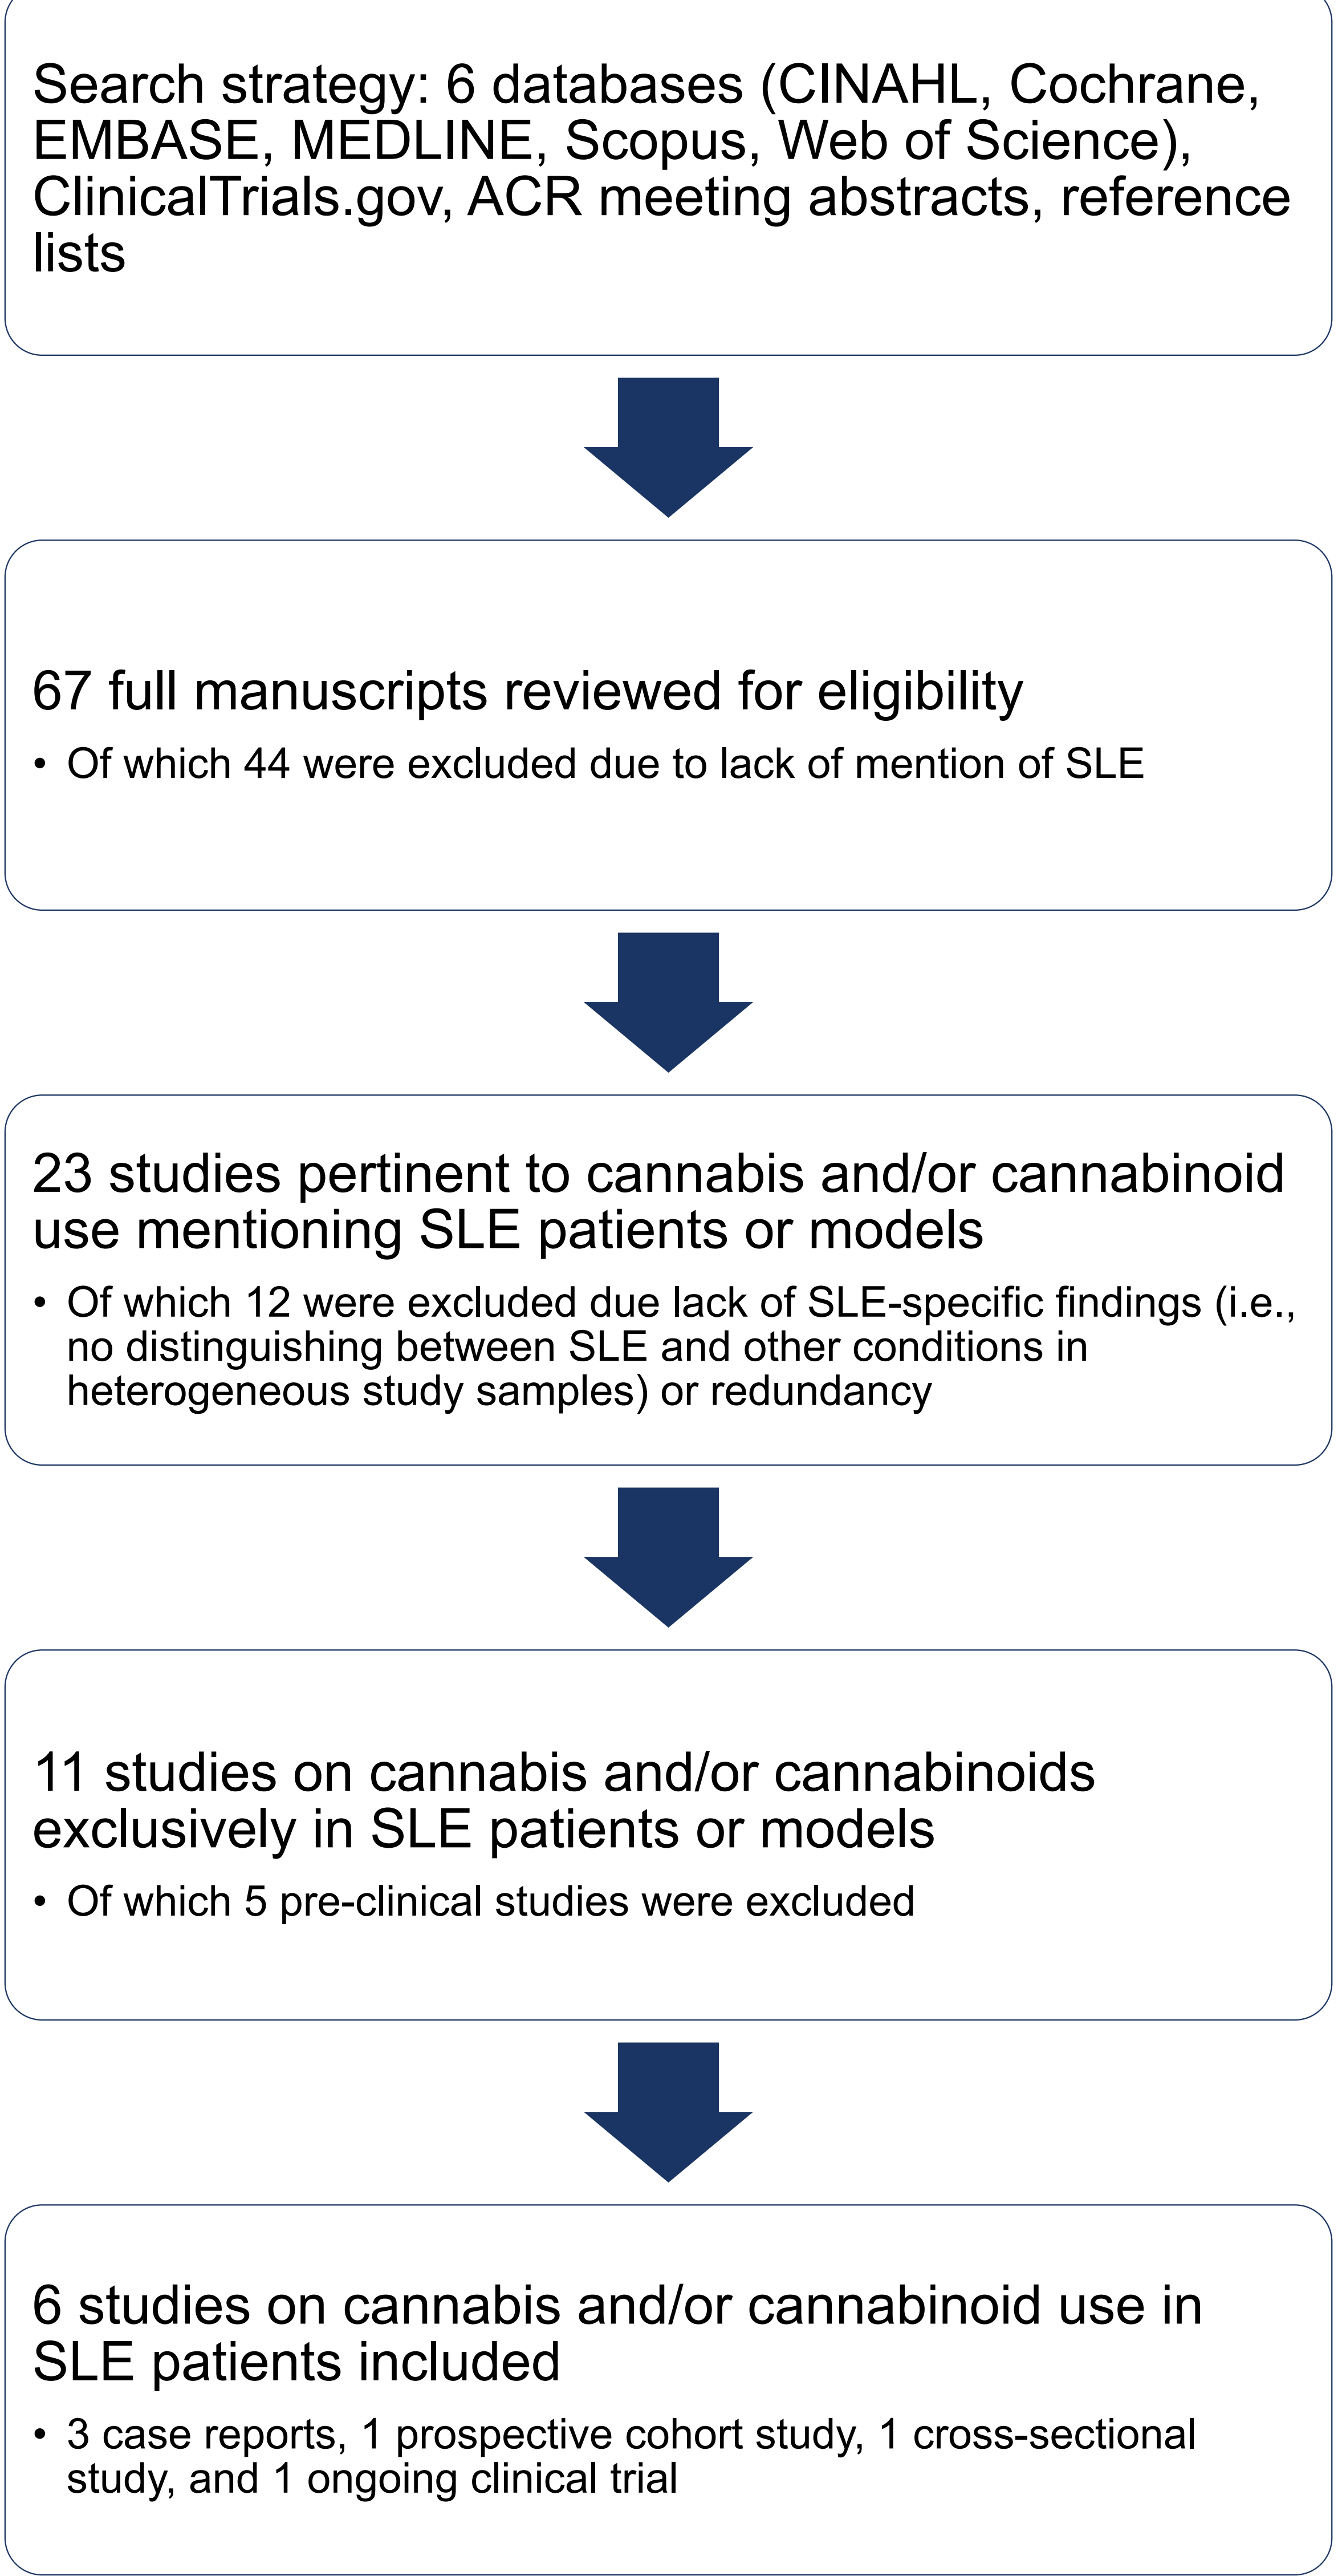 Search strategy: 6 databases (CINAHL, Cochrane,
EMBASE, MEDLINE, Scopus, Web of Science),
ClinicalTrials.gov, ACR meeting abstracts, reference
lists
67 full manuscripts reviewed for eligibility
• Of which 44 were excluded due to lack of mention of SLE
23 studies pertinent to cannabis and/or cannabinoid
use mentioning SLE patients or models
• Of which 12 were excluded due lack of SLE-specific findings (i.e.,
no distinguishing between SLE and other conditions in
heterogeneous study samples) or redundancy
11 studies on cannabis and/or cannabinoids
exclusively in SLE patients or models
• Of which 5 pre-clinical studies were excluded
6 studies on cannabis and/or cannabinoid use in
SLE patients included
• 3 case reports, 1 prospective cohort study, 1 cross-sectional
study, and 1 ongoing clinical trial